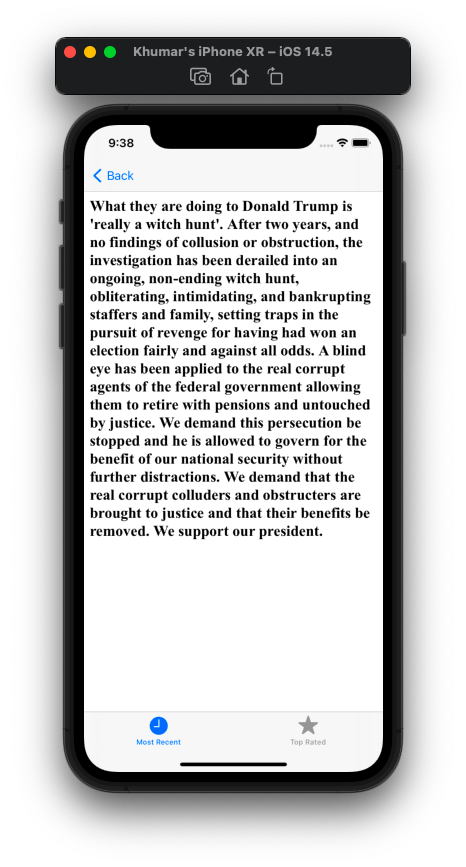 Khumar's iPhone XR – iOS 14.5
9:38
Back
What they are doing to Donald Trump is
'really a witch hunt'. After two years, and
no findings of collusion or obstruction, the
investigation has been derailed into an
ongoing, non-ending witch hunt,
obliterating, intimidating, and bankrupting
staffers and family, setting traps in the
pursuit of revenge for having had won an
election fairly and against all odds. A blind
eye has been applied to the real corrupt
agents of the federal government allowing
them to retire with pensions and untouched
by justice. We demand this persecution be
stopped and he is allowed to govern for the
benefit of our national security without
further distractions. We demand that the
real corrupt colluders and obstructers are
brought to justice and that their benefits be
removed. We support our president.
Most Recent
Top Rated